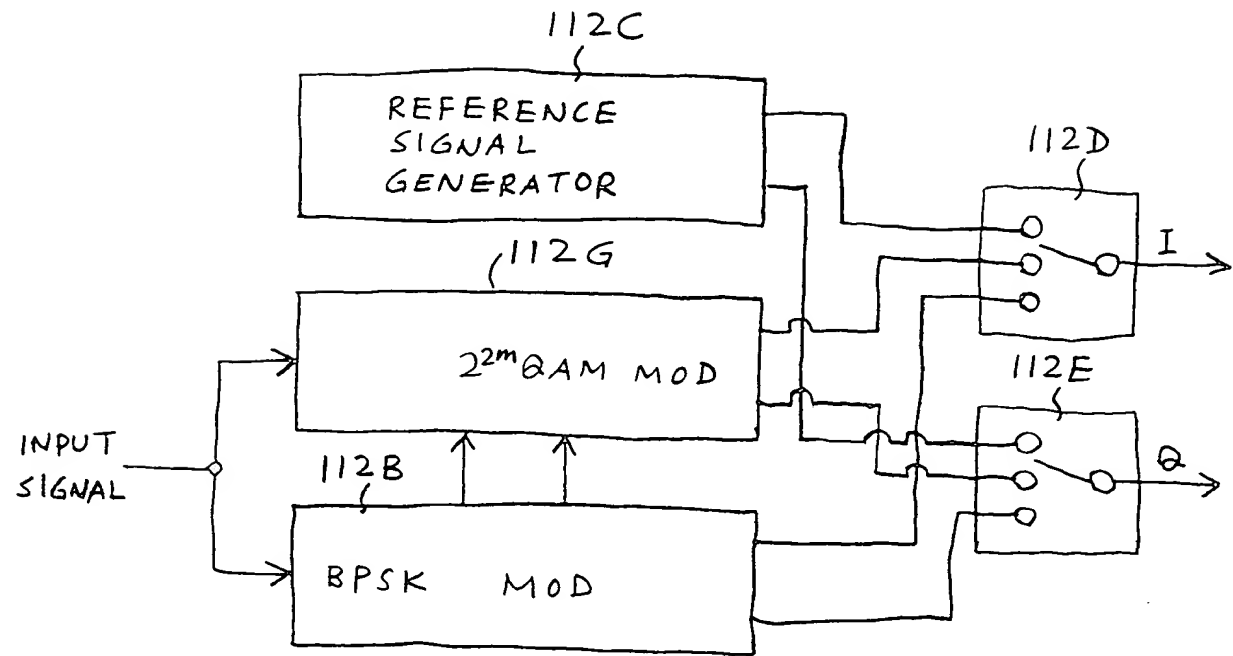 112C
REFERENCE
SIGNAL
GENERATOR
112D
I
112G
2^2m QAM MOD
112E
Q
INPUT
SIGNAL
112B
BPSK MOD